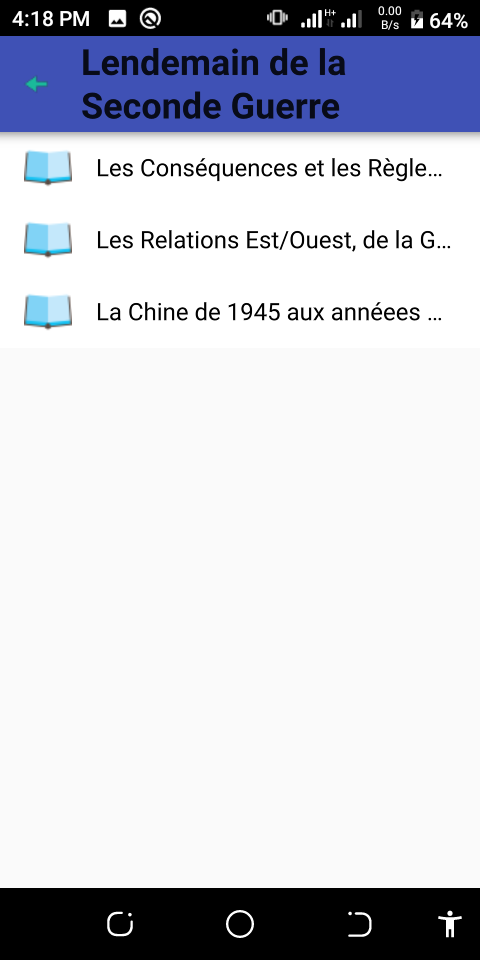 4:18 PM
H+
0.00
B/s
64%
Lendemain de la
Seconde Guerre
Les Conséquences et les Règle...
Les Relations Est/Ouest, de la G...
La Chine de 1945 aux annéees ...